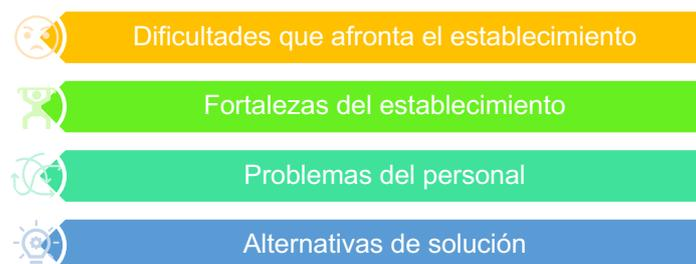 Dificultades que afronta el establecimiento
Fortalezas del establecimiento
Problemas del personal
Alternativas de solución